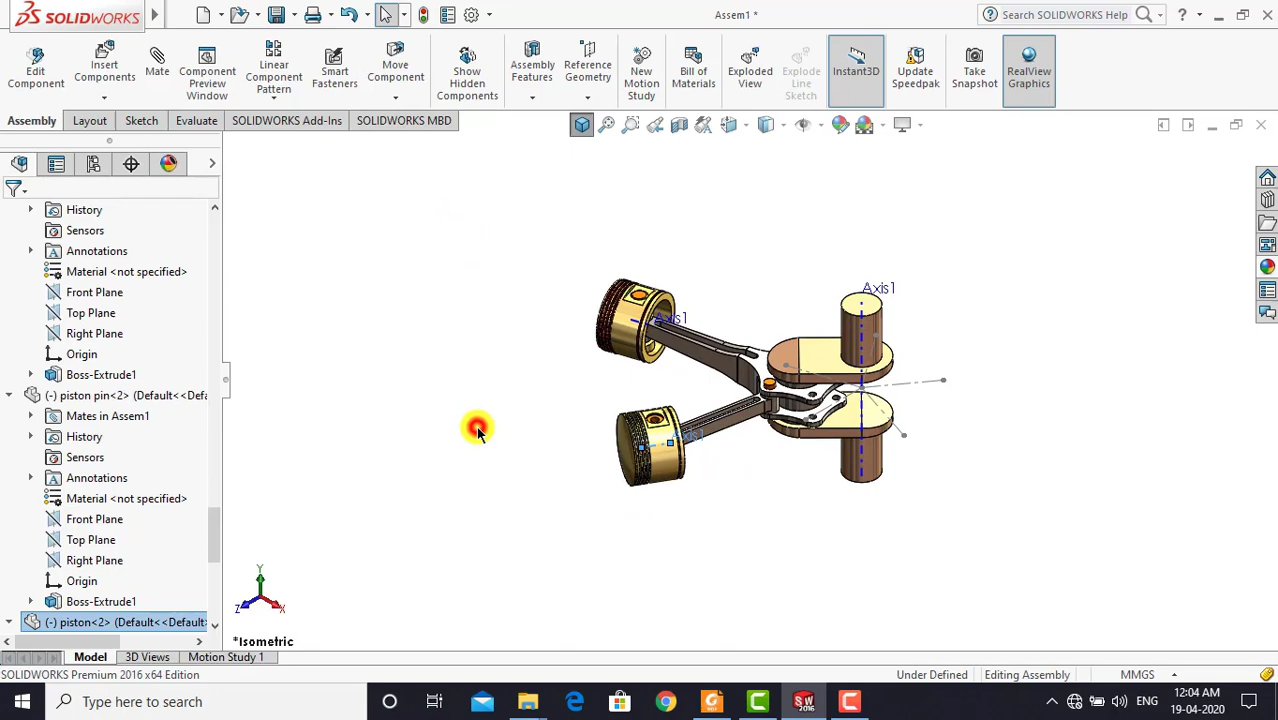 SOLIDWORKS
Assem1 *
Search SOLIDWORKS Help
Edit Component
Insert Components
Mate
Component Preview Window
Linear Component Pattern
Smart Fasteners
Move Component
Show Hidden Components
Assembly Features
Reference Geometry
New Motion Study
Bill of Materials
Exploded View
Explode Line Sketch
Instant3D
Update Speedpak
Take Snapshot
RealView Graphics
Assembly
Layout
Sketch
Evaluate
SOLIDWORKS Add-Ins
SOLIDWORKS MBD
History
Sensors
Annotations
Material <not specified>
Front Plane
Top Plane
Right Plane
Origin
Boss-Extrude1
(-) piston pin<2> (Default<<Defa
Mates in Assem1
History
Sensors
Annotations
Material <not specified>
Front Plane
Top Plane
Right Plane
Origin
Boss-Extrude1
(-) piston<2> (Default<<Default
Axis1
Axis1
Axis1
Y
Z
X
*Isometric
Model
3D Views
Motion Study 1
SOLIDWORKS Premium 2016 x64 Edition
Under Defined
Editing Assembly
MMGS
Type here to search
SW
2016
ENG
12:04 AM
19-04-2020